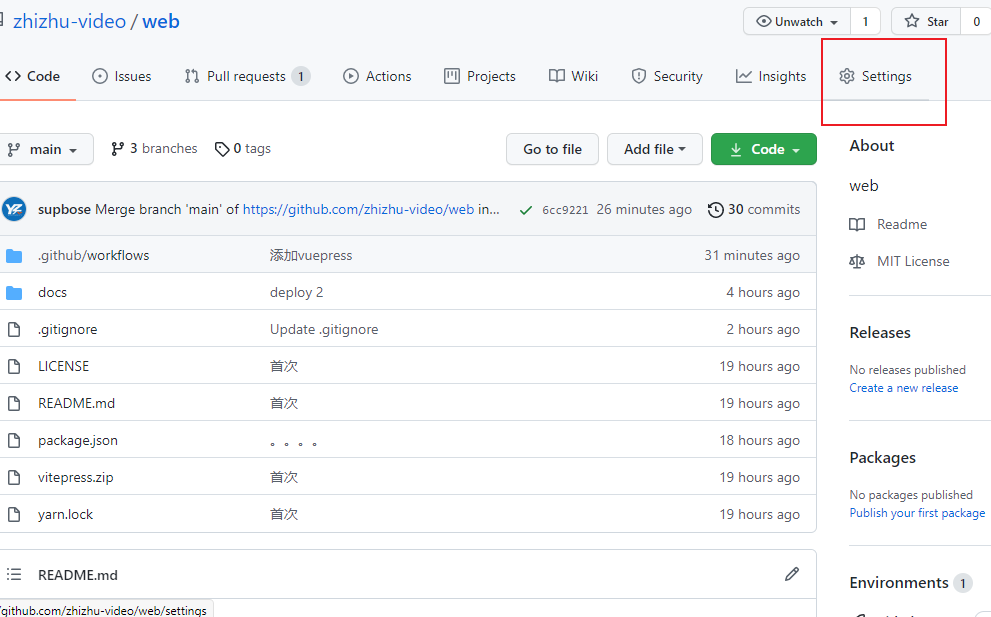 zhizhu-video / web
Unwatch 1 Star 0
Code Issues Pull requests 1 Actions Projects Wiki Security Insights Settings
main 3 branches 0 tags Go to file Add file Code
supbose Merge branch 'main' of https://github.com/zhizhu-video/web in... 6cc9221 26 minutes ago 30 commits
.github/workflows 添加vuepress 31 minutes ago
docs deploy 2 4 hours ago
.gitignore Update .gitignore 2 hours ago
LICENSE 首次 19 hours ago
README.md 首次 19 hours ago
package.json 。。。。 18 hours ago
vitepress.zip 首次 19 hours ago
yarn.lock 首次 19 hours ago
README.md
/github.com/zhizhu-video/web/settings
About
web
Readme
MIT License
Releases
No releases published
Create a new release
Packages
No packages published
Publish your first package
Environments 1